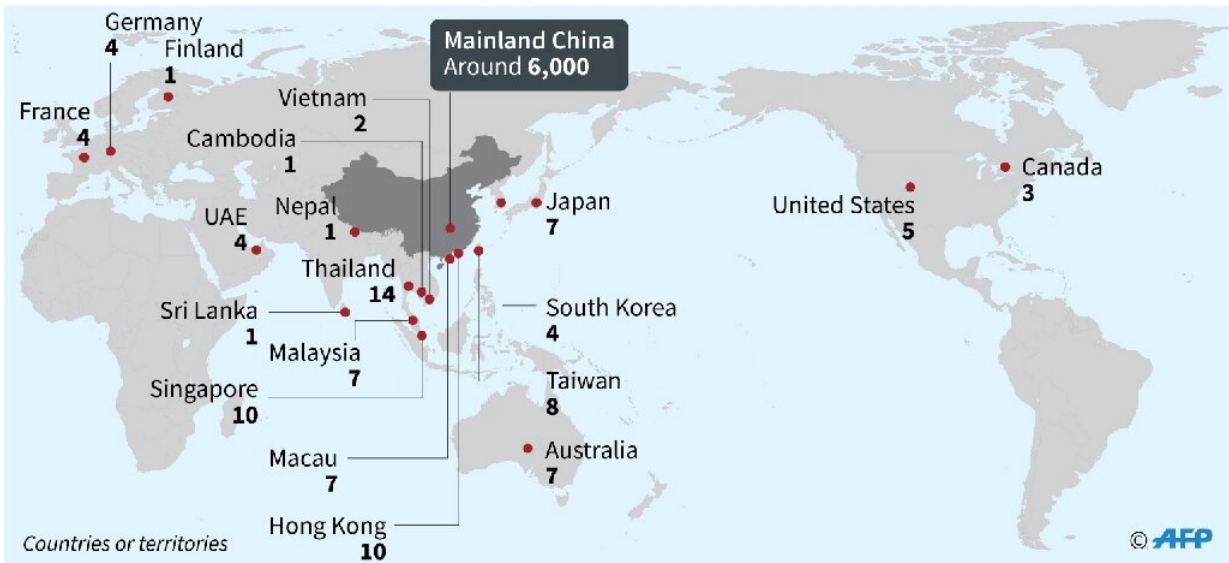 Germany
4
Finland
1
Mainland China
Around 6,000
France
4
Vietnam
2
Cambodia
1
Nepal
1
UAE
4
Japan
7
United States
5
Canada
3
Thailand
14
Sri Lanka
1
South Korea
4
Malaysia
7
Singapore
10
Taiwan
8
Macau
7
Australia
7
Hong Kong
10
Countries or territories
© AFP